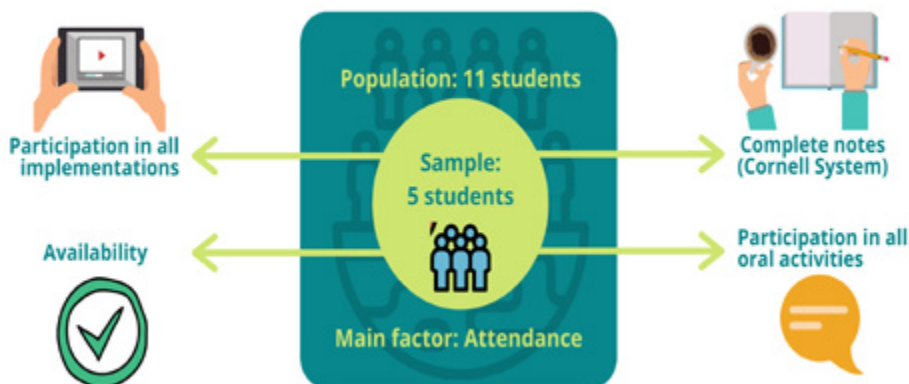 Population: 11 students
Participation in all
implementations
Sample:
5 students
Complete notes
(Cornell System)
Availability
Participation in all
oral activities
Main factor: Attendance